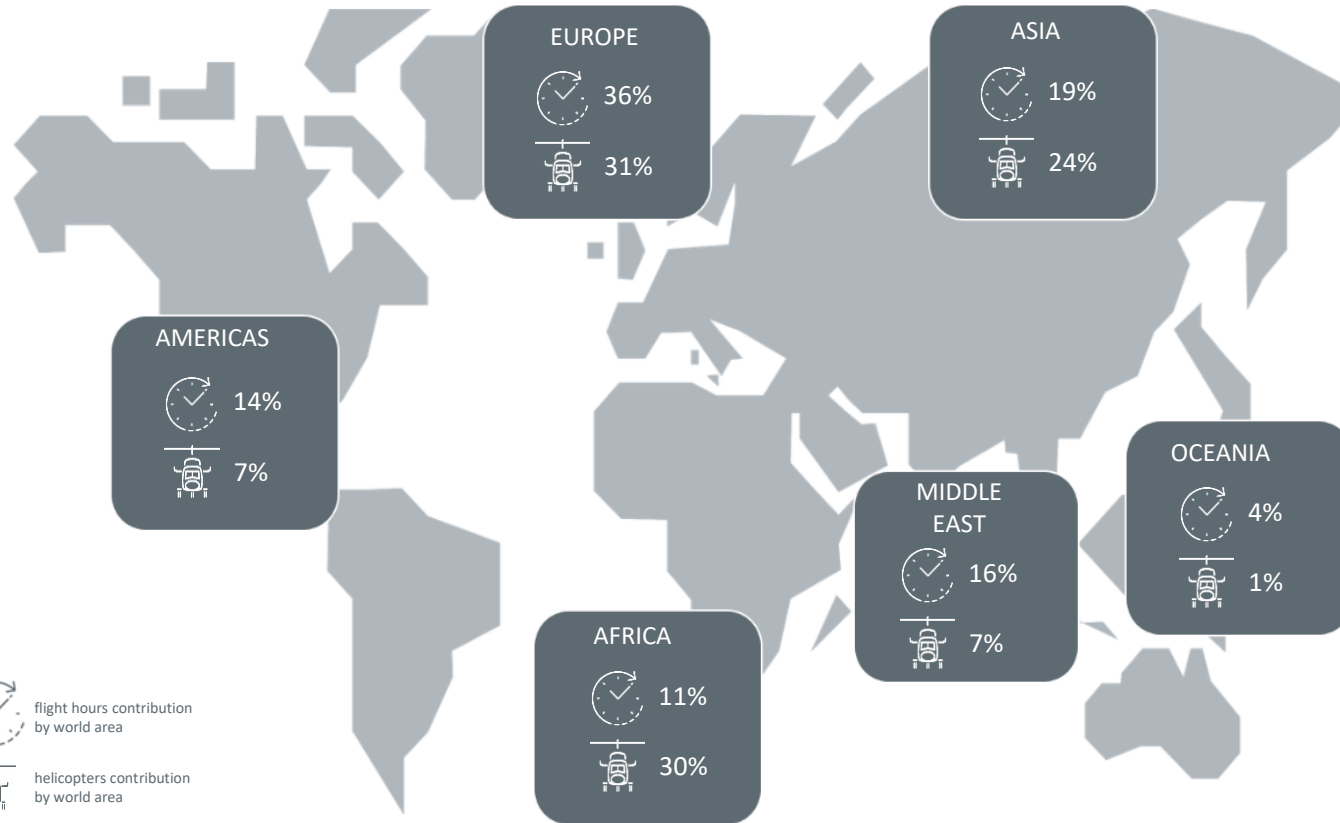 EUROPE
36%
31%
ASIA
19%
24%
AMERICAS
14%
7%
OCEANIA
4%
1%
MIDDLE
EAST
16%
7%
AFRICA
11%
30%
flight hours contribution
by world area
helicopters contribution
by world area